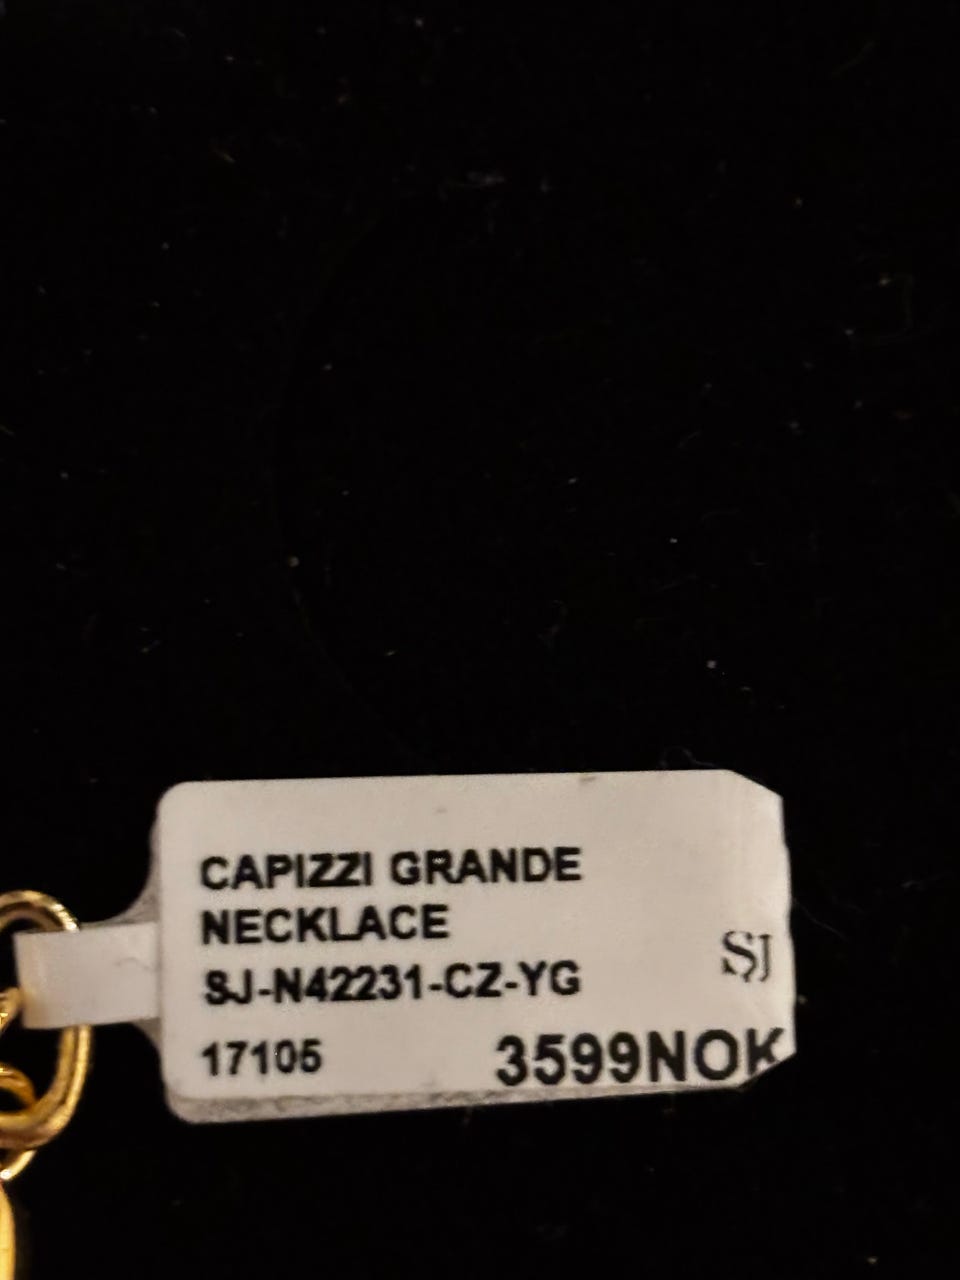 CAPIZZI GRANDE
NECKLACE
SJ-N42231-CZ-YG
SJ
17105 3599NOK